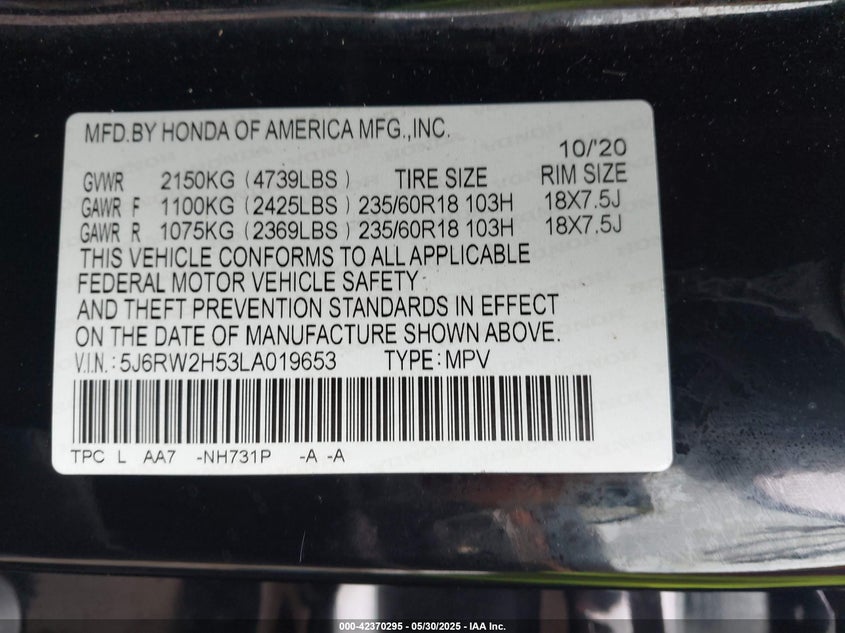 MFD.BY HONDA OF AMERICA MFG.,INC.
10/'20
GVWR 2150KG (4739LBS) TIRE SIZE RIM SIZE
GAWR F 1100KG (2425LBS) 235/60R18 103H 18X7.5J
GAWR R 1075KG (2369LBS) 235/60R18 103H 18X7.5J
THIS VEHICLE CONFORMS TO ALL APPLICABLE
FEDERAL MOTOR VEHICLE SAFETY
AND THEFT PREVENTION STANDARDS IN EFFECT
ON THE DATE OF MANUFACTURE SHOWN ABOVE.
V.I.N.: 5J6RW2H53LA019653 TYPE: MPV
TPC L AA7 -NH731P -A -A
000-42370295 - 05/30/2025 - IAA Inc.